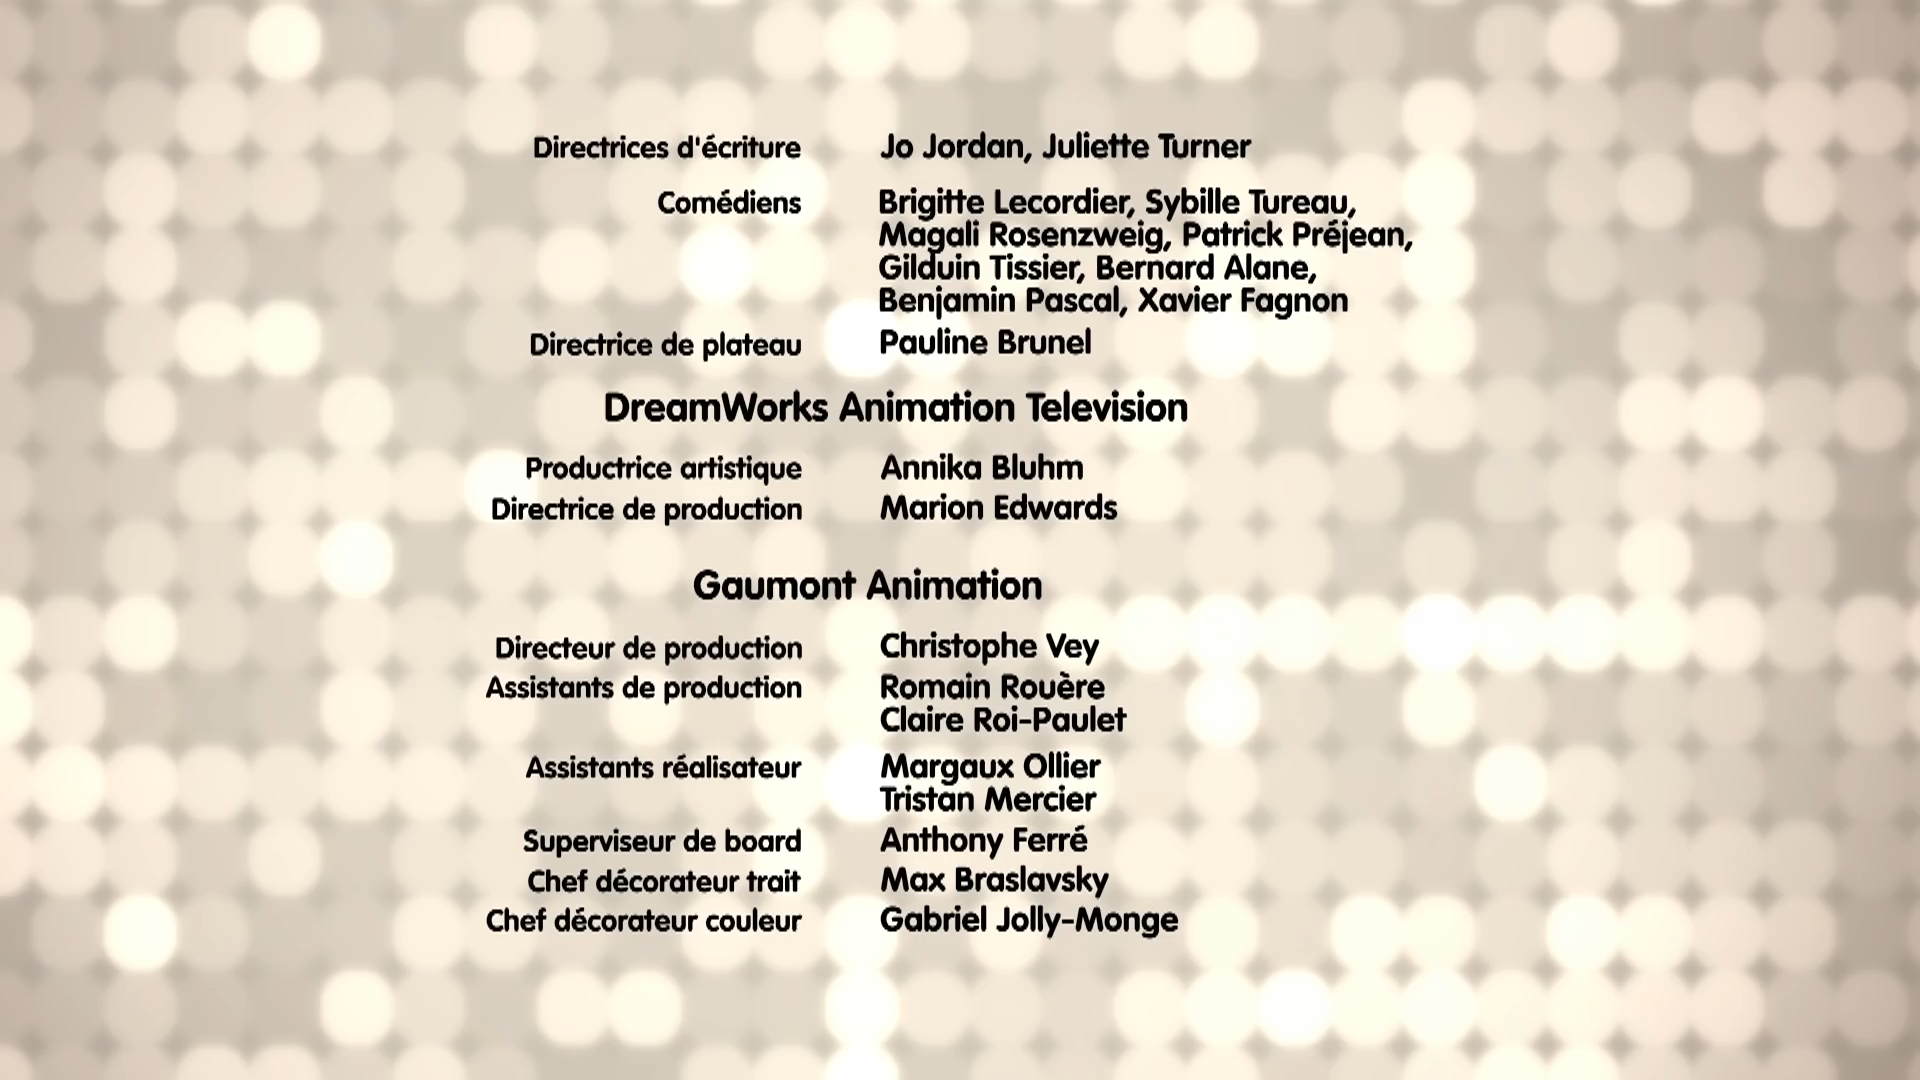 Directrices d'écriture Jo Jordan, Juliette Turner
Comédiens Brigitte Lecordier, Sybille Tureau,
Magali Rosenzweig, Patrick Préjean,
Gilduin Tissier, Bernard Alane,
Benjamin Pascal, Xavier Fagnon
Directrice de plateau Pauline Brunel
DreamWorks Animation Television
Productrice artistique Annika Bluhm
Directrice de production Marion Edwards
Gaumont Animation
Directeur de production Christophe Vey
Assistants de production Romain Rouère
Claire Roi-Paulet
Assistants réalisateur Margaux Ollier
Tristan Mercier
Superviseur de board Anthony Ferré
Chef décorateur trait Max Braslavsky
Chef décorateur couleur Gabriel Jolly-Monge